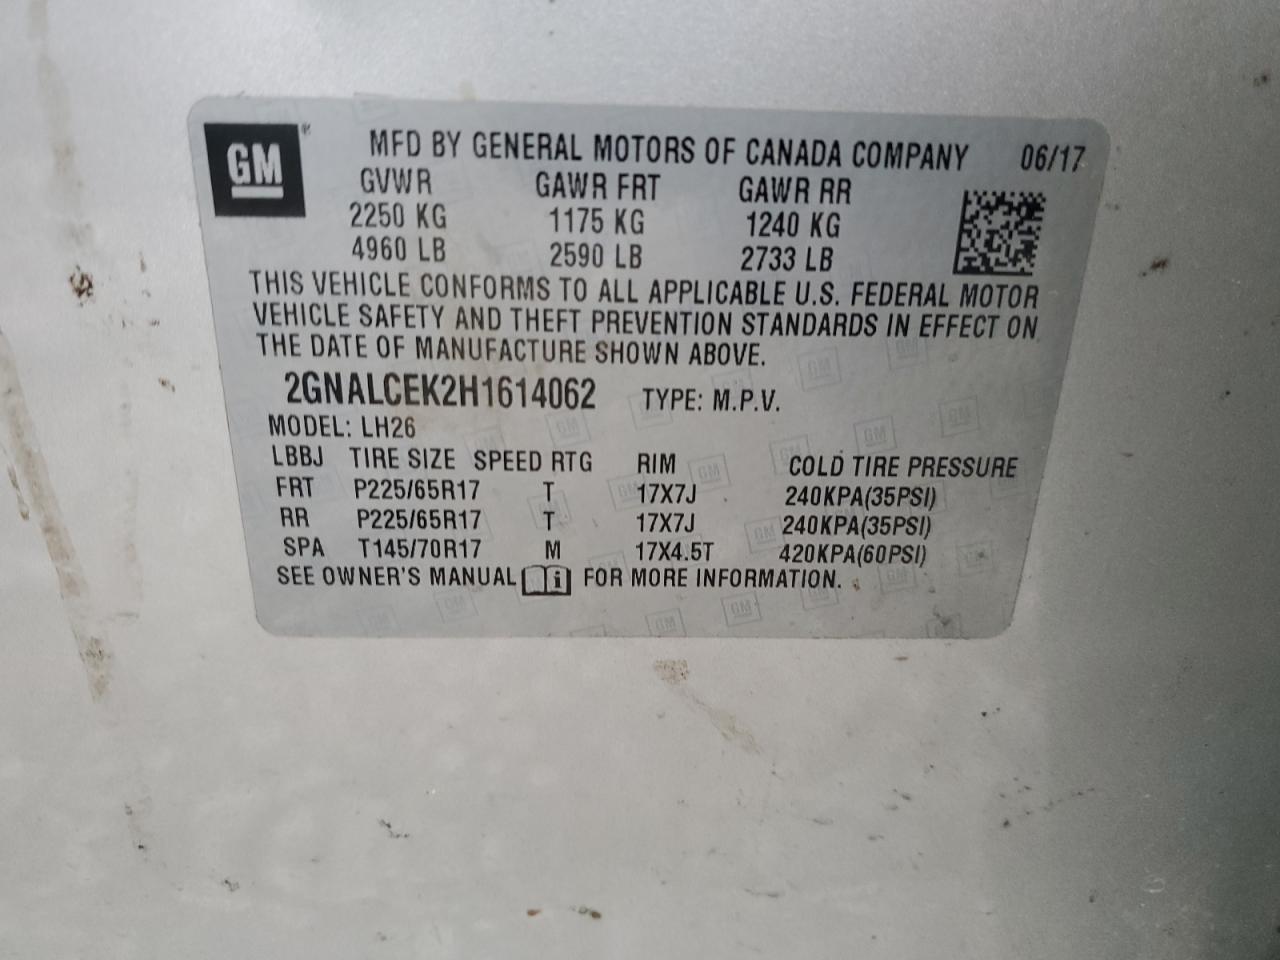 GM
MFD BY GENERAL MOTORS OF CANADA COMPANY 06/17
GVWR GAWR FRT GAWR RR
2250 KG 1175 KG 1240 KG
4960 LB 2590 LB 2733 LB
THIS VEHICLE CONFORMS TO ALL APPLICABLE U.S. FEDERAL MOTOR
VEHICLE SAFETY AND THEFT PREVENTION STANDARDS IN EFFECT ON
THE DATE OF MANUFACTURE SHOWN ABOVE.
2GNALCEK2H1614062 TYPE: M.P.V.
MODEL: LH26
LBBJ TIRE SIZE SPEED RTG RIM COLD TIRE PRESSURE
FRT P225/65R17 T 17X7J 240KPA(35PSI)
RR P225/65R17 T 17X7J 240KPA(35PSI)
SPA T145/70R17 M 17X4.5T 420KPA(60PSI)
SEE OWNER'S MANUAL FOR MORE INFORMATION.